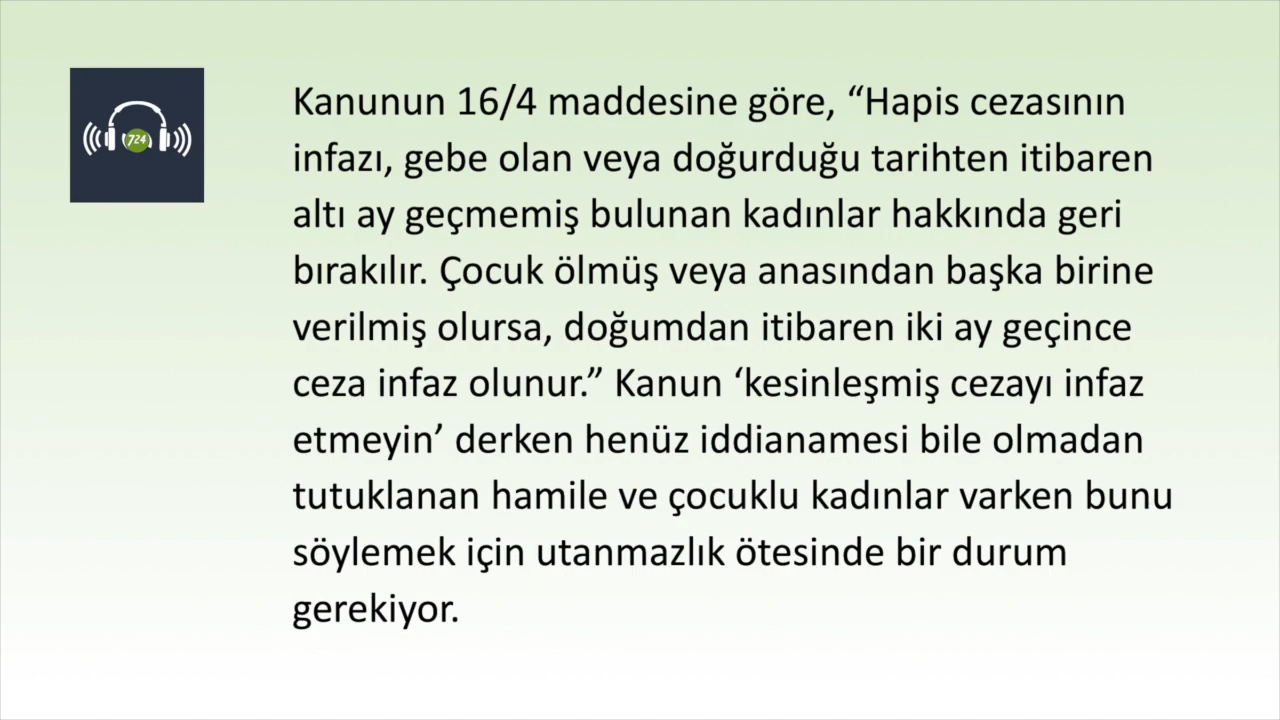 724
Kanunun 16/4 maddesine göre, “Hapis cezasının
infazı, gebe olan veya doğurduğu tarihten itibaren
altı ay geçmemiş bulunan kadınlar hakkında geri
bırakılır. Çocuk ölmüş veya anasından başka birine
verilmiş olursa, doğumdan itibaren iki ay geçince
ceza infaz olunur.” Kanun ‘kesinleşmiş cezayı infaz
etmeyin’ derken henüz iddianamesi bile olmadan
tutuklanan hamile ve çocuklu kadınlar varken bunu
söylemek için utanmazlık ötesinde bir durum
gerekiyor.